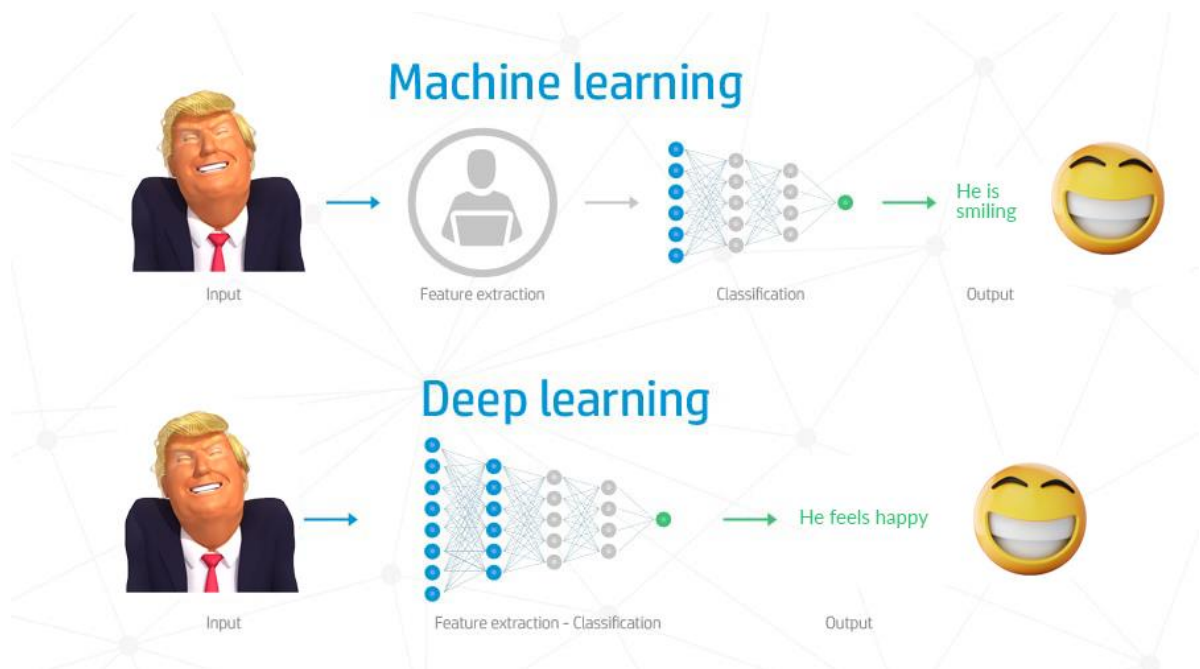 Machine learning
He is
smiling
Input
Feature extraction
Classification
Output
Deep learning
He feels happy
Input
Feature extraction - Classification
Output